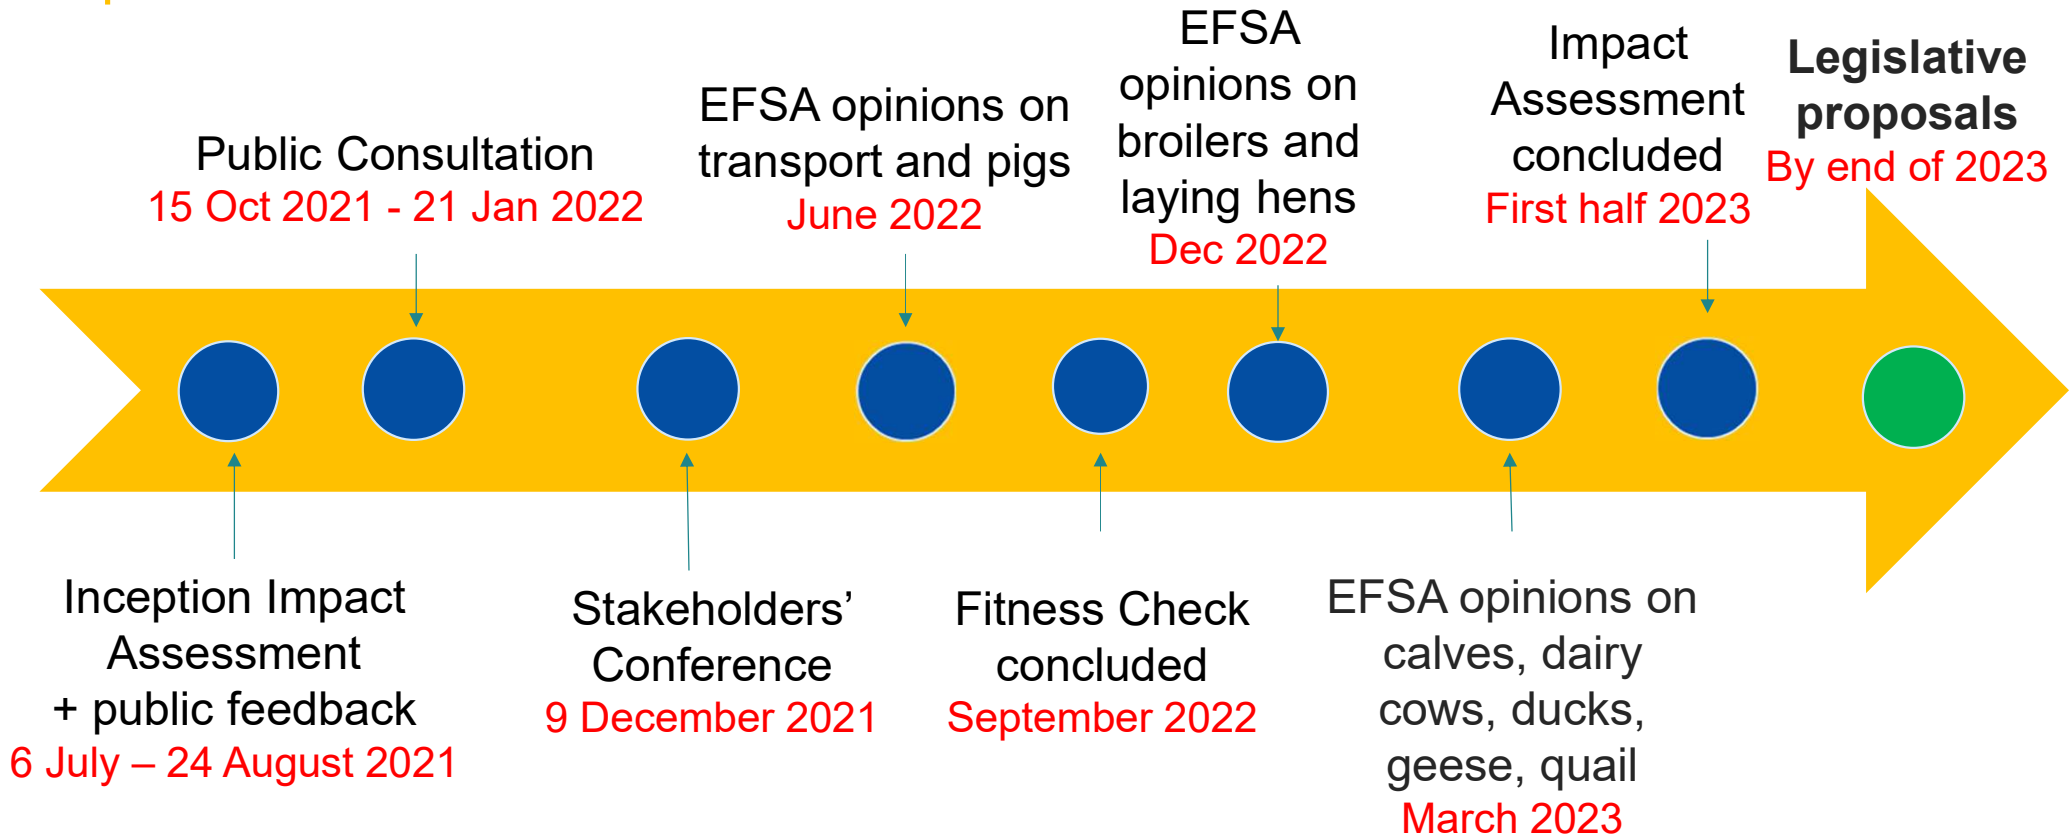 Public Consultation
15 Oct 2021 - 21 Jan 2022
EFSA opinions on
transport and pigs
June 2022
EFSA
opinions on
broilers and
laying hens
Dec 2022
Impact
Assessment
concluded
First half 2023
Legislative
proposals
By end of 2023
Inception Impact
Assessment
+ public feedback
6 July – 24 August 2021
Stakeholders’
Conference
9 December 2021
Fitness Check
concluded
September 2022
EFSA opinions on
calves, dairy
cows, ducks,
geese, quail
March 2023